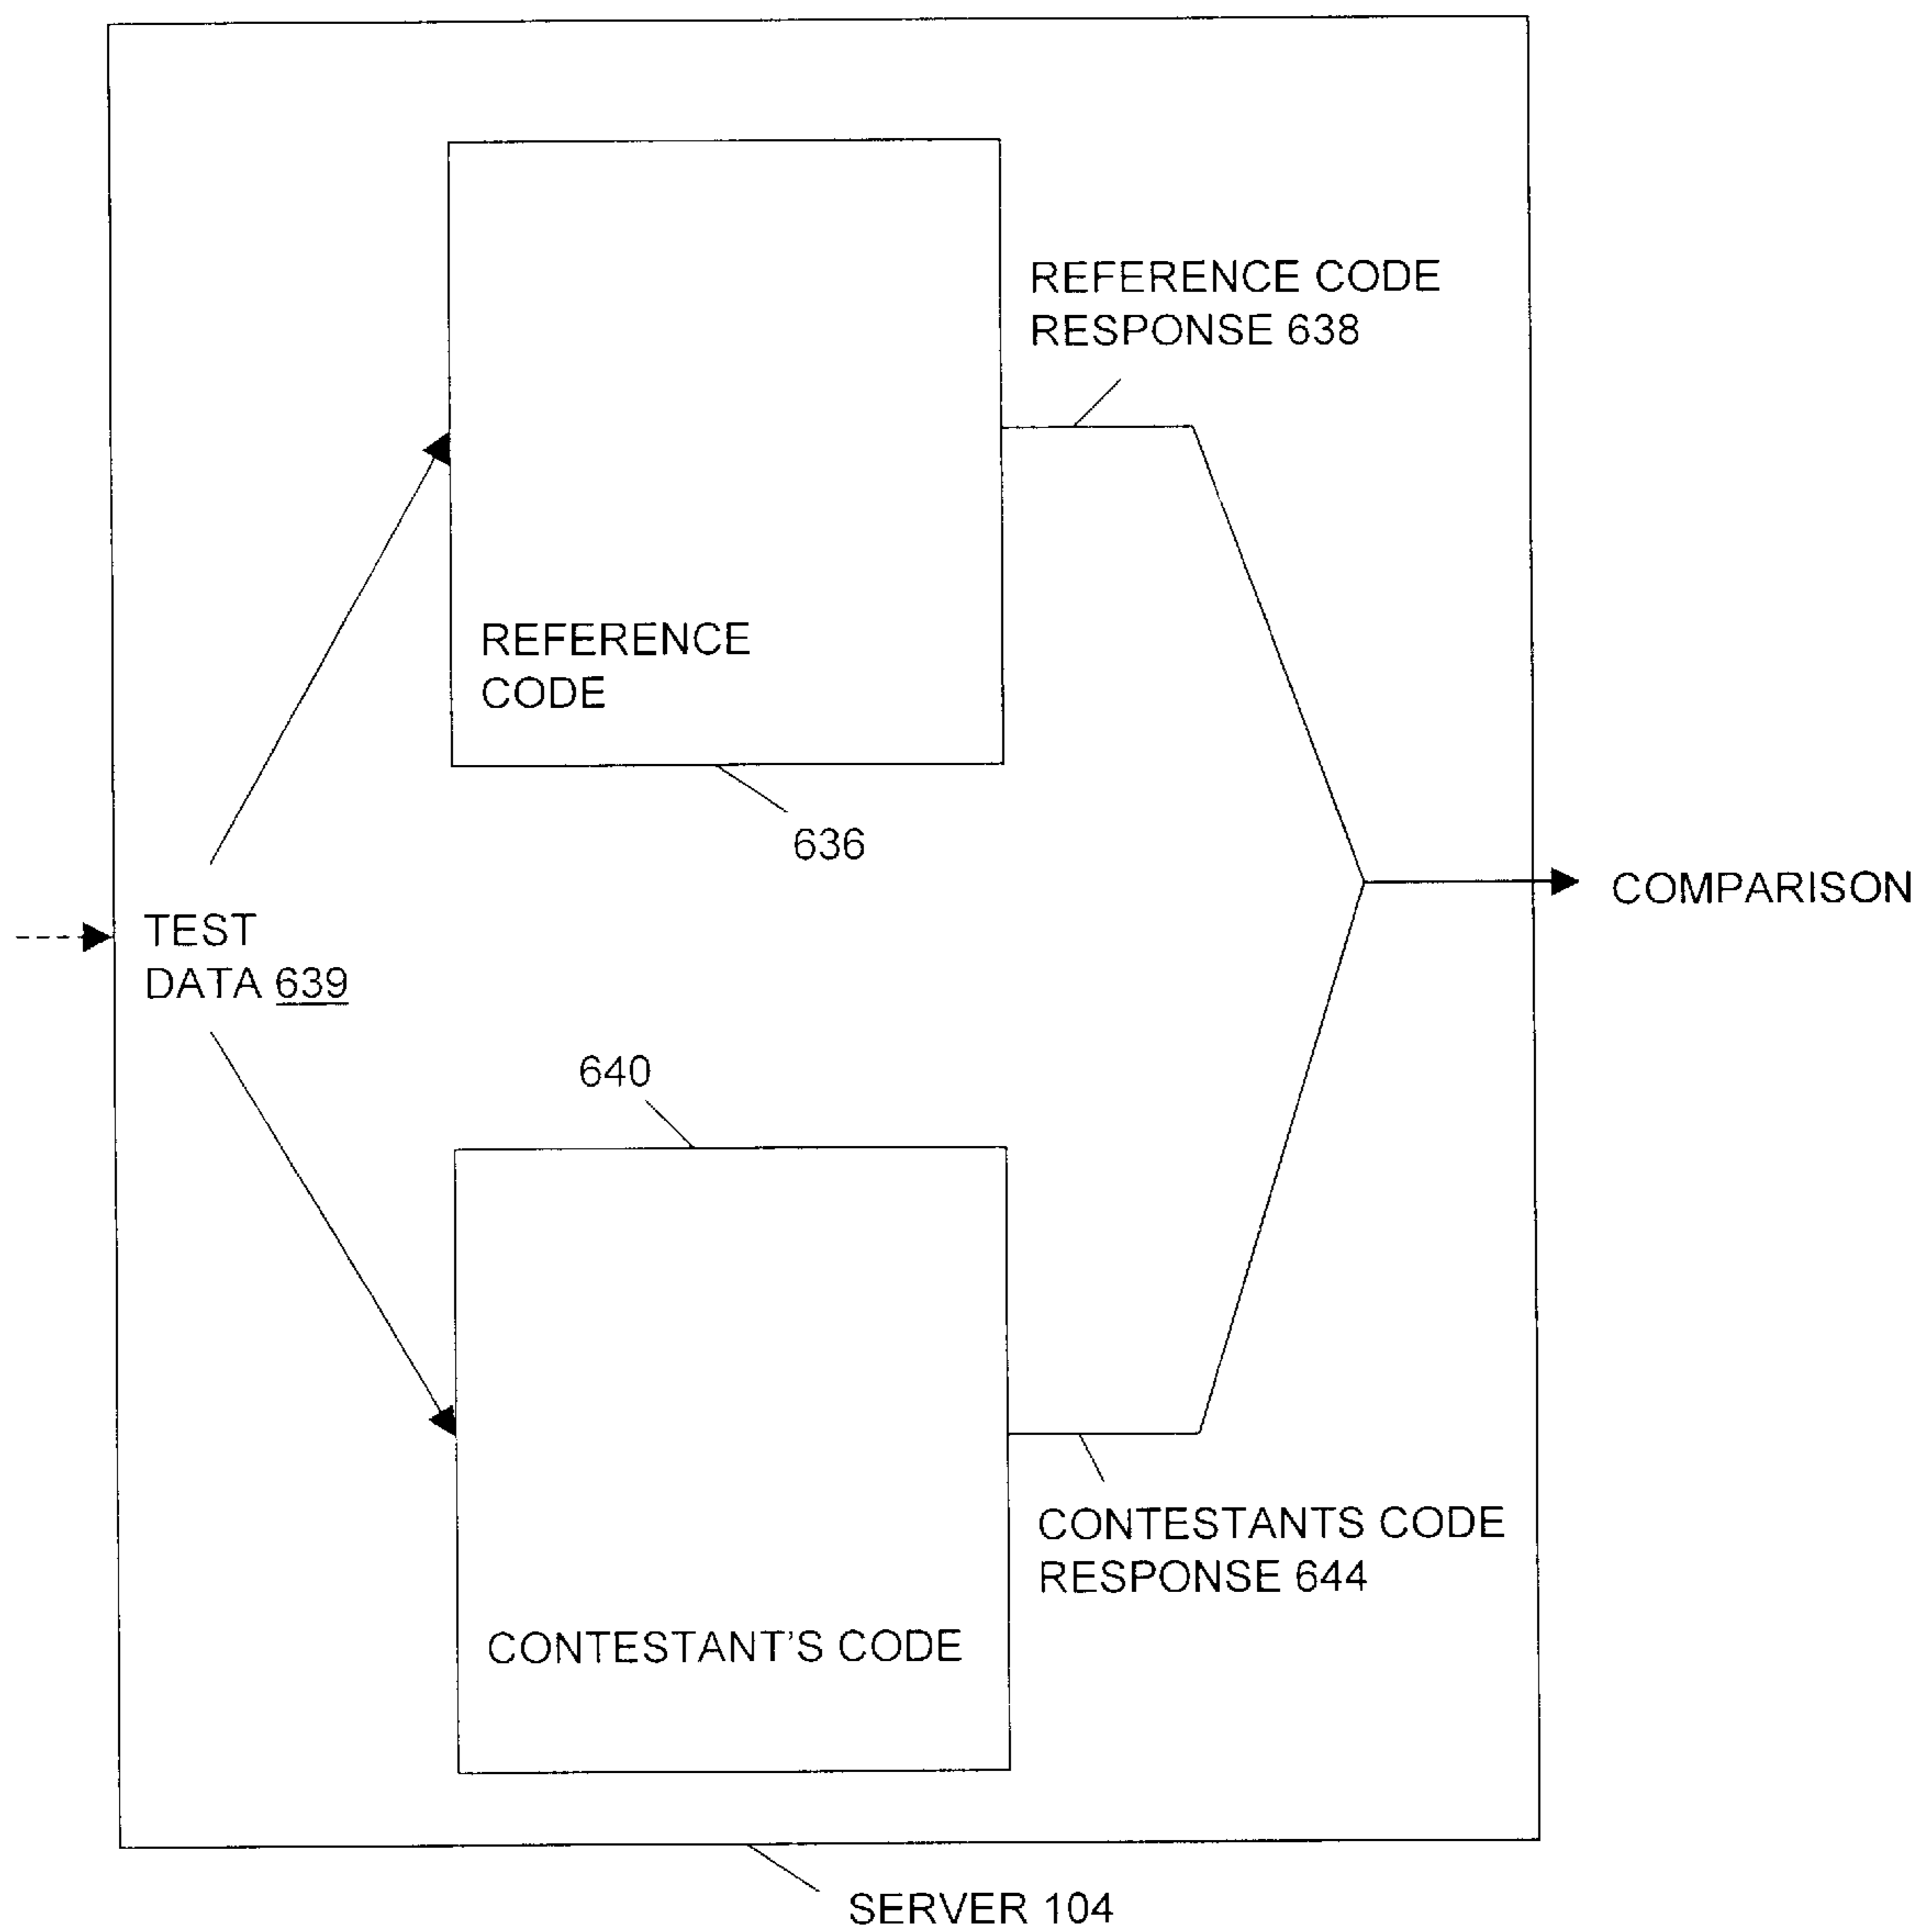 REFERENCE CODE
RESPONSE 638
REFERENCE
CODE
636
COMPARISON
TEST
DATA 639
640
CONTESTANTS CODE
RESPONSE 644
CONTESTANT'S CODE
SERVER 104